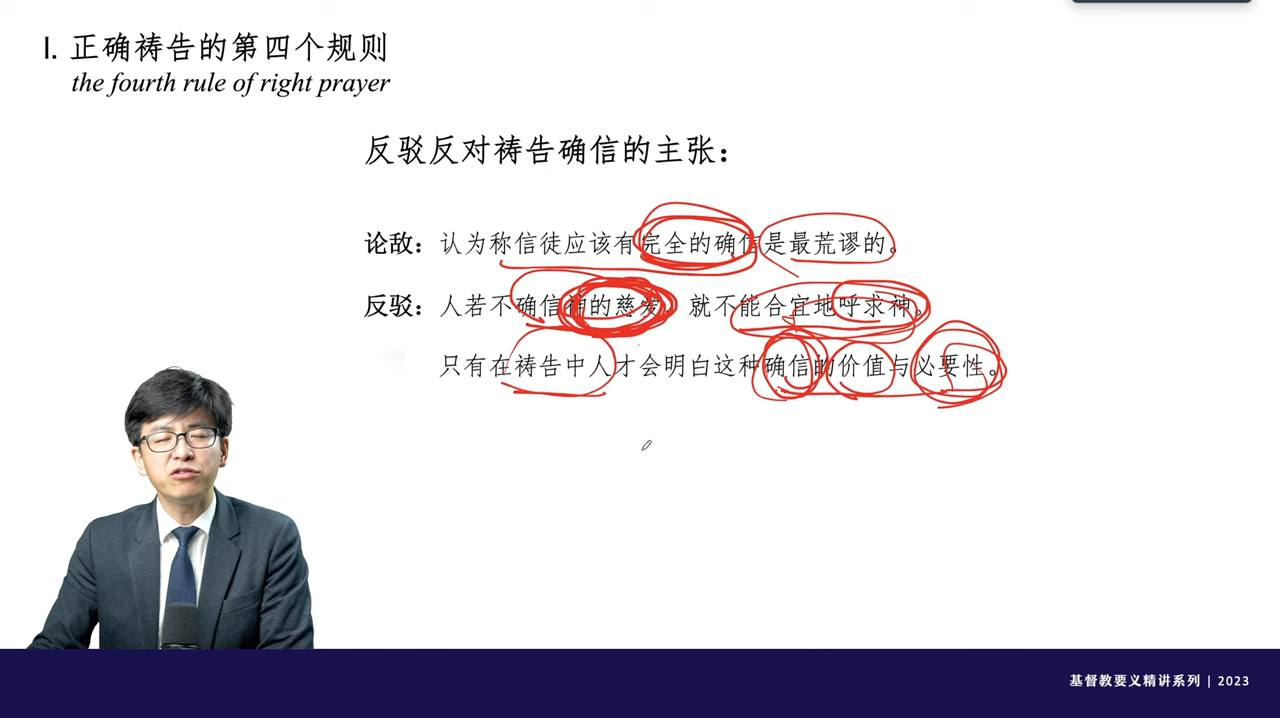 I. 正确祷告的第四个规则
the fourth rule of right prayer
反驳反对祷告确信的主张：
论敌：认为称信徒应该有完全的确信是最荒谬的。
反驳：人若不确信神的慈爱，就不能合宜地呼求神。
只有在祷告中人才会明白这种确信的价值与必要性。
基督教要义精讲系列 | 2023